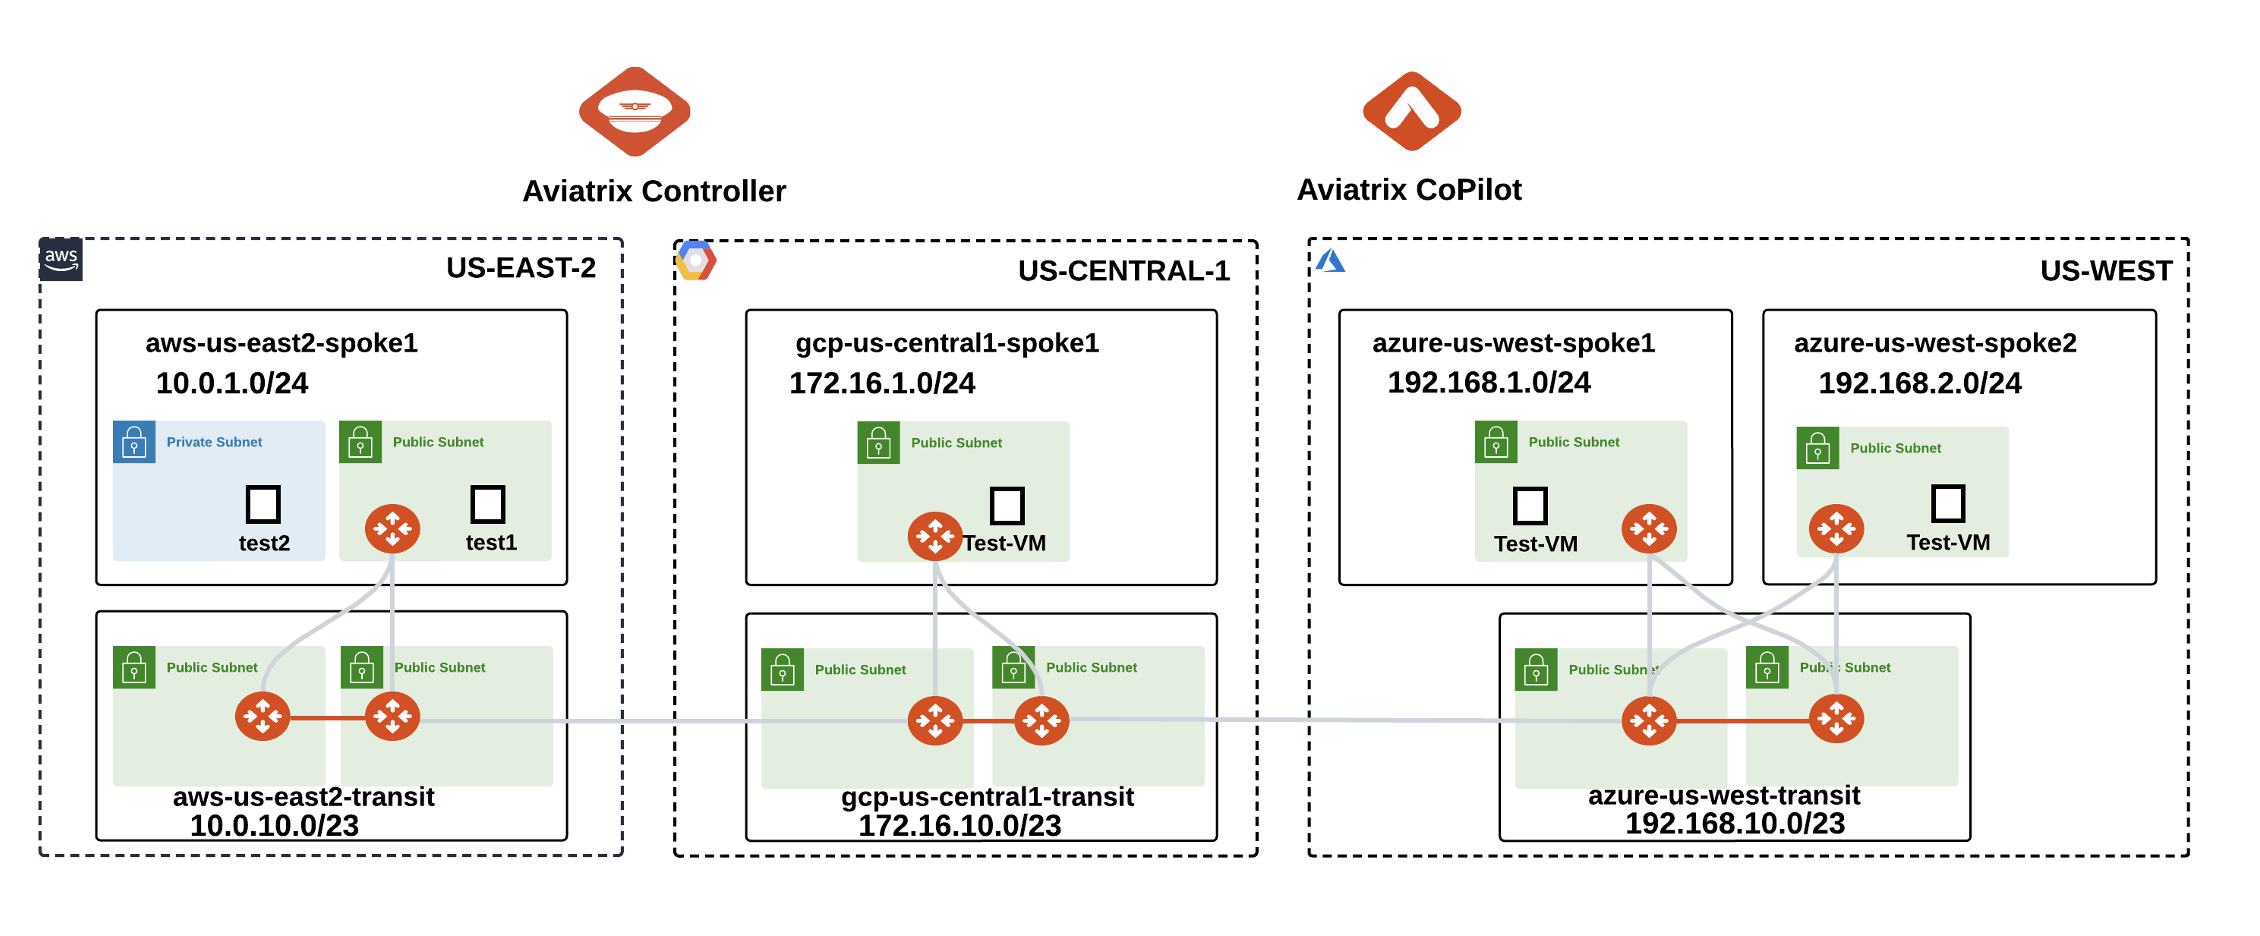 Aviatrix Controller
Aviatrix CoPilot
aws
US-EAST-2
aws-us-east2-spoke1
10.0.1.0/24
Private Subnet
Public Subnet
test2
test1
Public Subnet
Public Subnet
aws-us-east2-transit
10.0.10.0/23
US-CENTRAL-1
gcp-us-central1-spoke1
172.16.1.0/24
Public Subnet
Test-VM
Public Subnet
Public Subnet
gcp-us-central1-transit
172.16.10.0/23
US-WEST
azure-us-west-spoke1
192.168.1.0/24
Public Subnet
Test-VM
azure-us-west-spoke2
192.168.2.0/24
Public Subnet
Test-VM
Public Subnet
Public Subnet
azure-us-west-transit
192.168.10.0/23